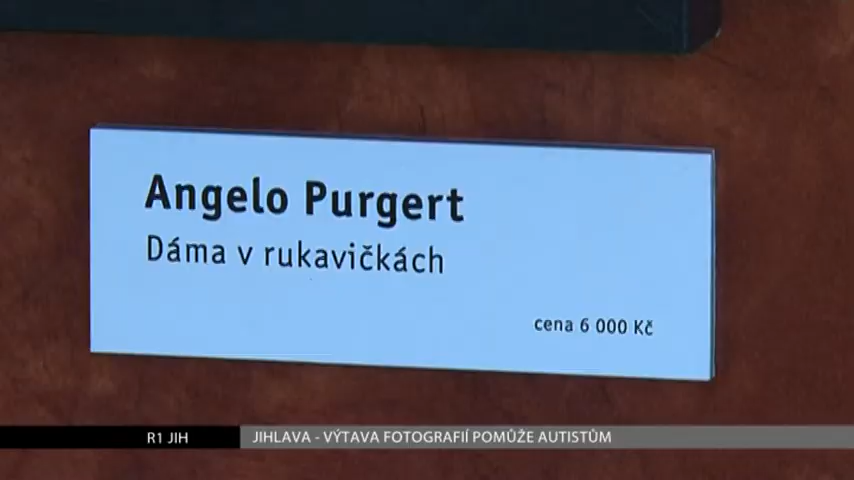 Angelo Purgert
Dáma v rukavičkách
cena 6 000 Kč
R1 JIH
JIHLAVA - VÝTAVA FOTOGRAFIÍ POMŮŽE AUTISTŮM